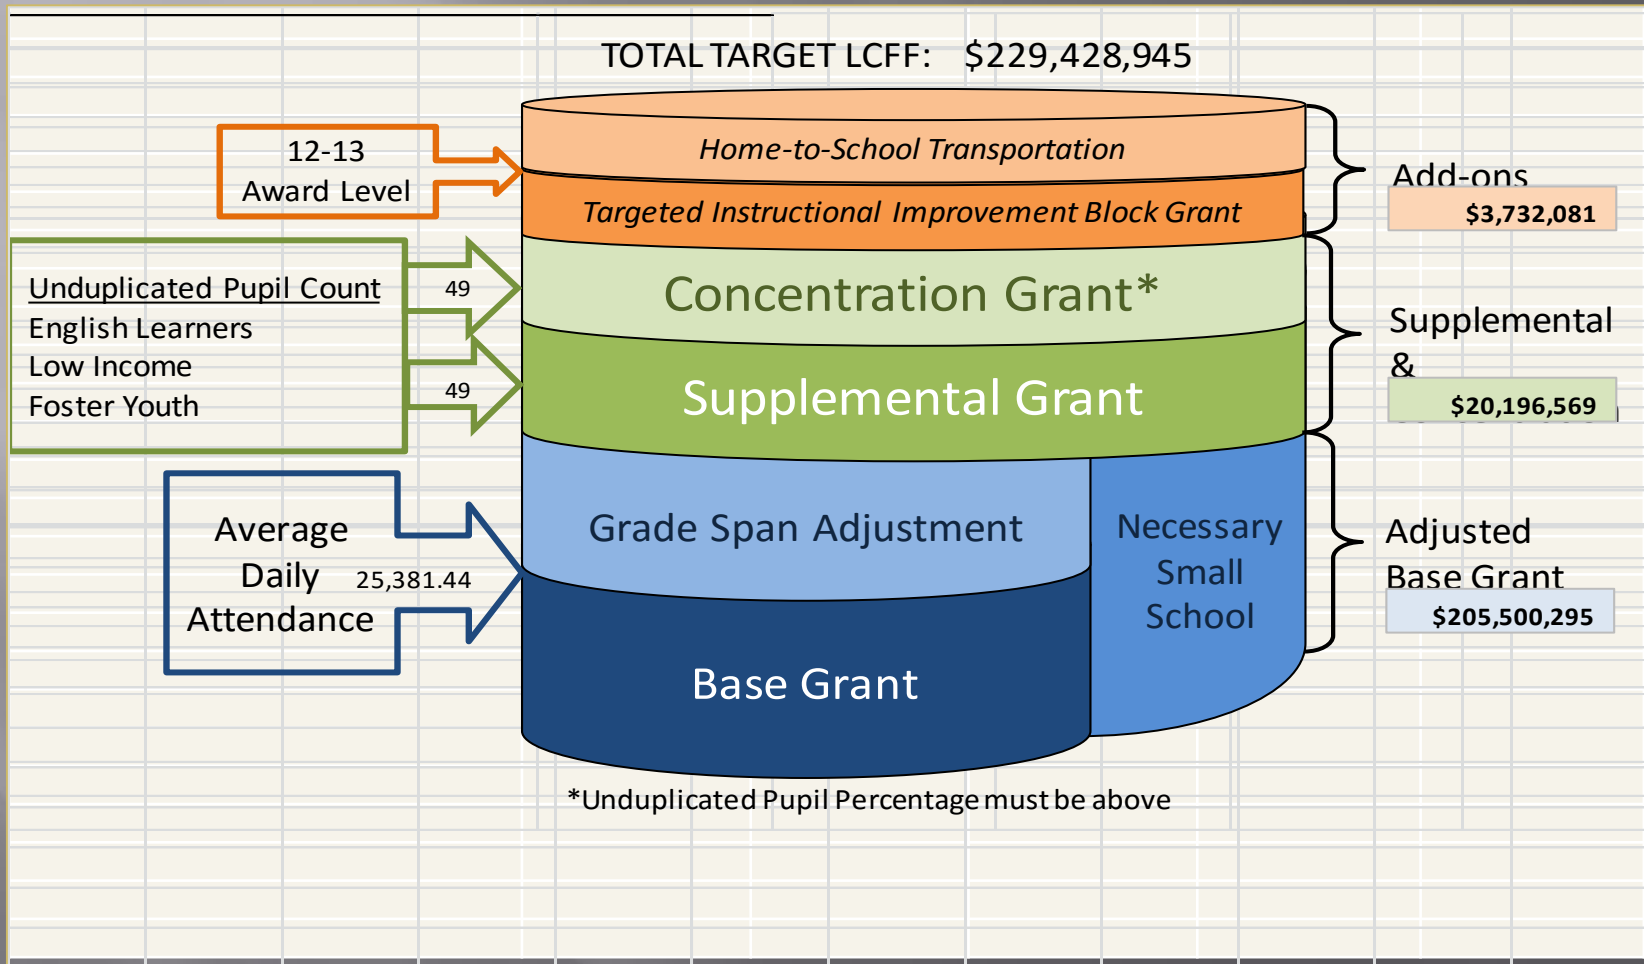 TOTAL TARGET LCFF: $229,428,945
12-13
Award Level
Home-to-School Transportation
Targeted Instructional Improvement Block Grant
Add-ons
$3,732,081
Unduplicated Pupil Count
English Learners
Low Income
Foster Youth
49
49
Concentration Grant*
Supplemental Grant
Supplemental
&
$20,196,569
Average
Daily
Attendance
25,381.44
Grade Span Adjustment
Base Grant
Necessary
Small
School
Adjusted
Base Grant
$205,500,295
*Unduplicated Pupil Percentage must be above